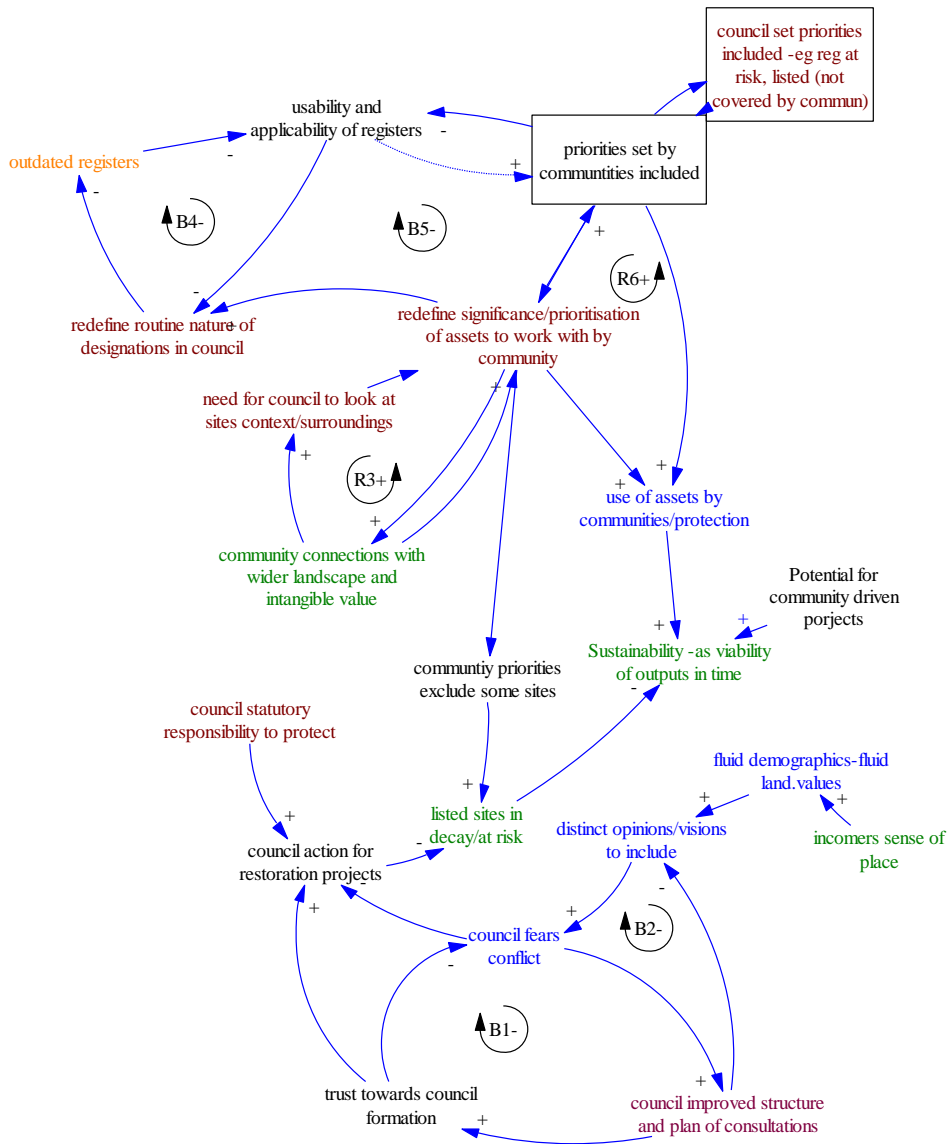 council set priorities
included -eg reg at
risk, listed (not
covered by commun)
usability and
applicability of registers
-
+
outdated registers
-
priorities set by
communtities included
-
B4-
B5-
+
R6+
-
redefine routine nature of
designations in council
+
redefine significance/prioritisation
of assets to work with by
community
+
need for council to look at
sites context/surroundings
+
R3+
+
+
+
use of assets by
communities/protection
community connections with
wider landscape and
intangible value
Potential for
community driven
porjects
+
+
Sustainability -as viability
of outputs in time
-
communtiy priorities
exclude some sites
council statutory
responsibility to protect
fluid demographics-fluid
land.values
+
+
+
+
listed sites in
decay/at risk
distinct opinions/visions
to include
incomers sense of
place
-
council action for
restoration projects
-
+
+
-
B2-
council fears
conflict
-
B1-
trust towards council
formation
+
+
council improved structure
and plan of consultations